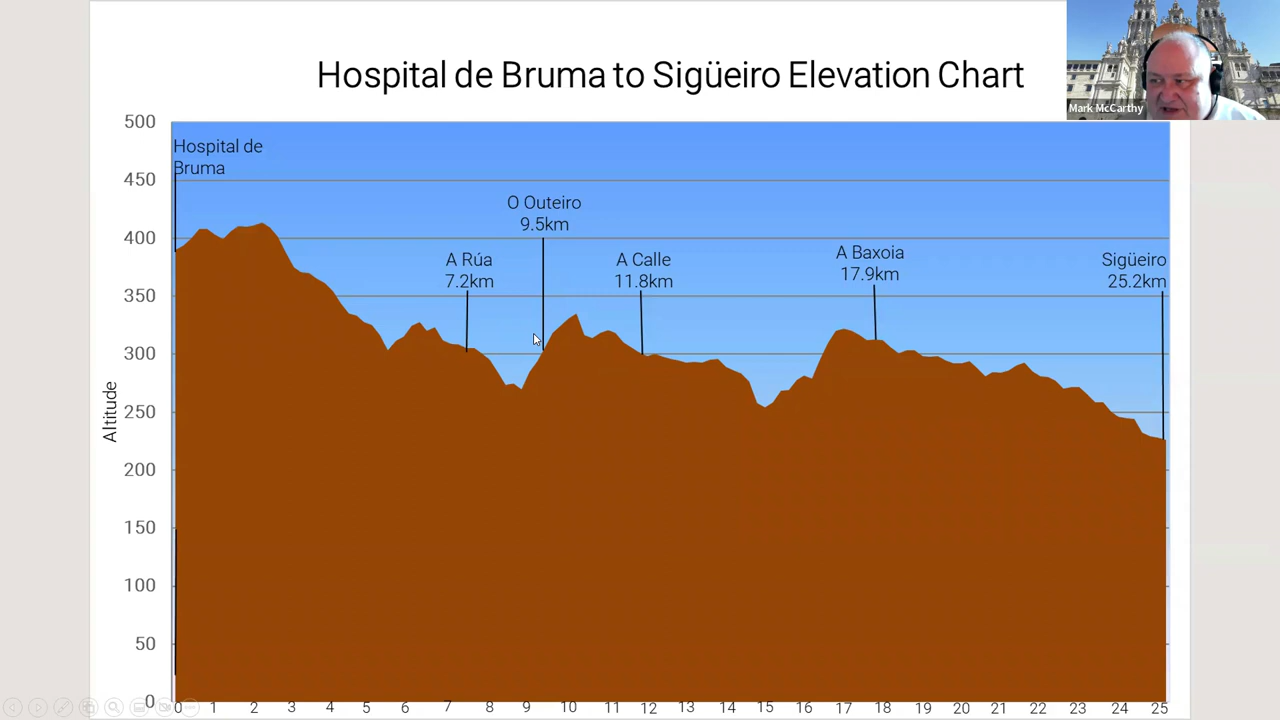 Hospital de Bruma to Sigüeiro Elevation Chart
Mark McCarthy
500
Hospital de
Bruma
450
O Outeiro
9.5km
400
A Rúa
7.2km
A Calle
11.8km
A Baxoia
17.9km
Sigüeiro
25.2km
350
300
Altitude
250
200
150
100
50
0
0 1 2 3 4 5 6 7 8 9 10 11 12 13 14 15 16 17 18 19 20 21 22 23 24 25